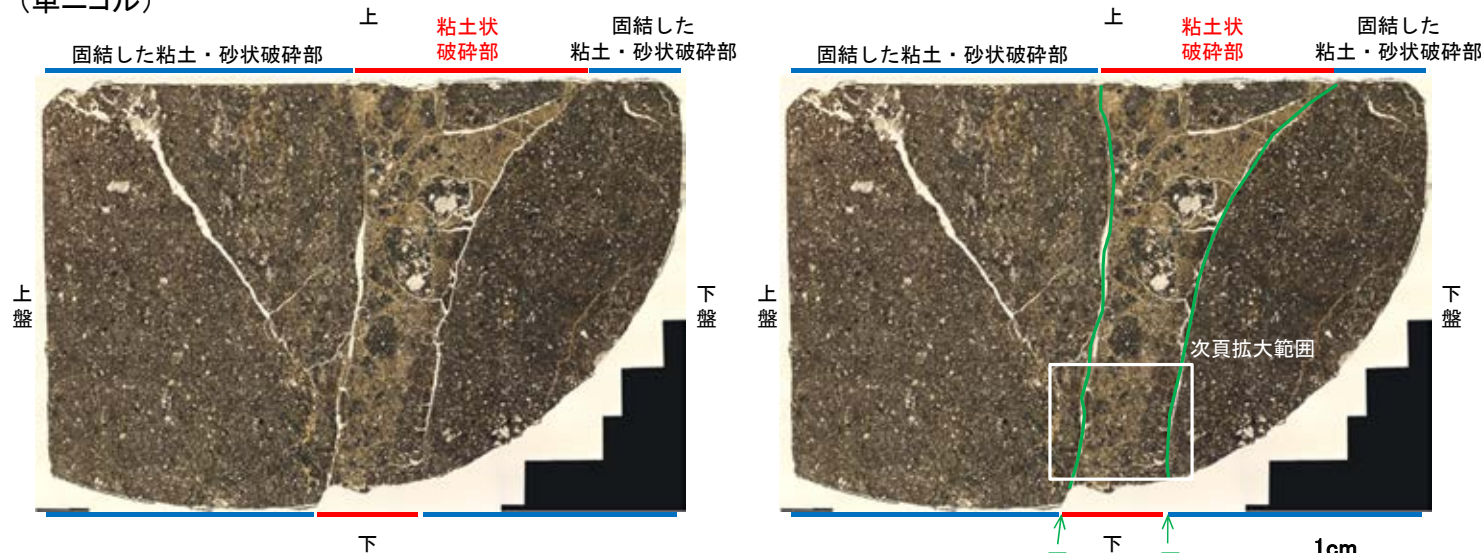 （単ニコル）
上
粘土状
破砕部
固結した
粘土・砂状破砕部
固結した粘土・砂状破砕部
上
盤
下
盤
下
上
粘土状
破砕部
固結した
粘土・砂状破砕部
固結した粘土・砂状破砕部
上
盤
下
盤
次頁拡大範囲
下
1cm